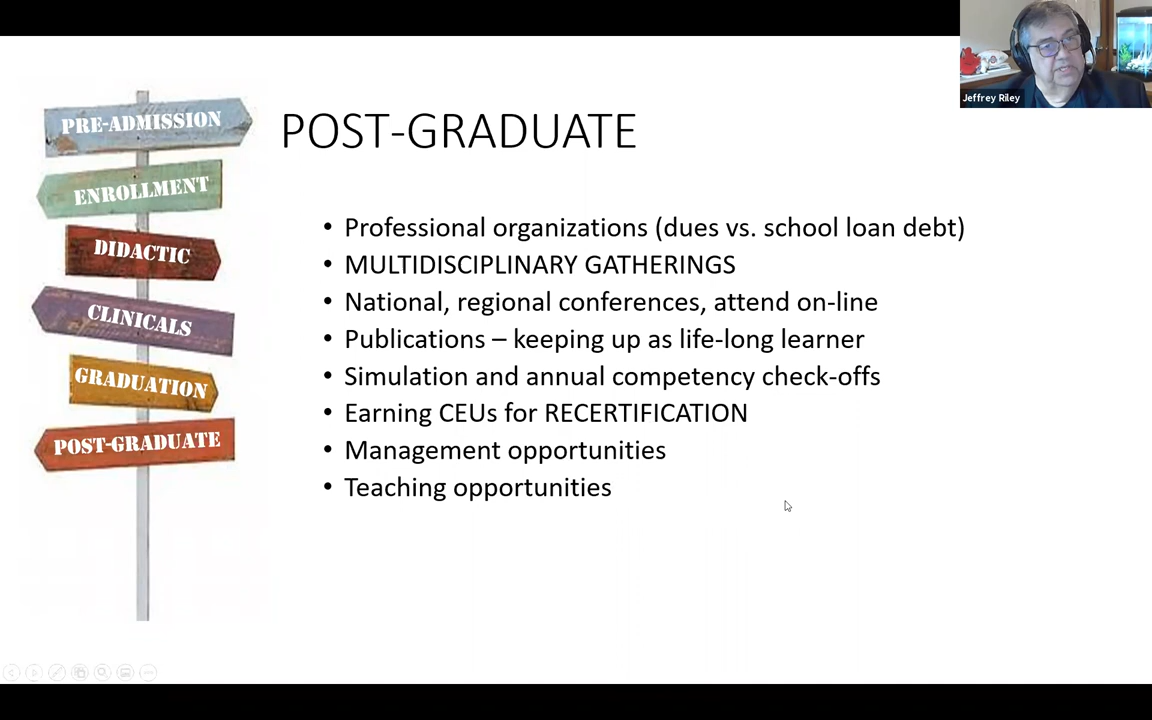 Jeffrey Riley
PRE-ADMISSION
ENROLLMENT
DIDACTIC
CLINICALS
GRADUATION
POST-GRADUATE
POST-GRADUATE
• Professional organizations (dues vs. school loan debt)
• MULTIDISCIPLINARY GATHERINGS
• National, regional conferences, attend on-line
• Publications – keeping up as life-long learner
• Simulation and annual competency check-offs
• Earning CEUs for RECERTIFICATION
• Management opportunities
• Teaching opportunities